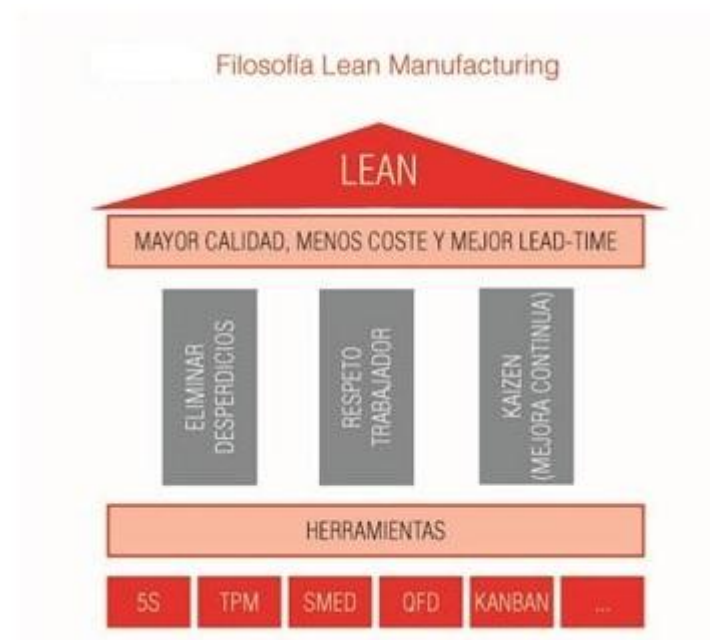 Filosofía Lean Manufacturing
LEAN
MAYOR CALIDAD, MENOS COSTE Y MEJOR LEAD-TIME
ELIMINAR
DESPERDICIOS
RESPETO
TRABAJADOR
KAIZEN
(MEJORA CONTINUA)
HERRAMIENTAS
5S
TPM
SMED
QFD
KANBAN
...